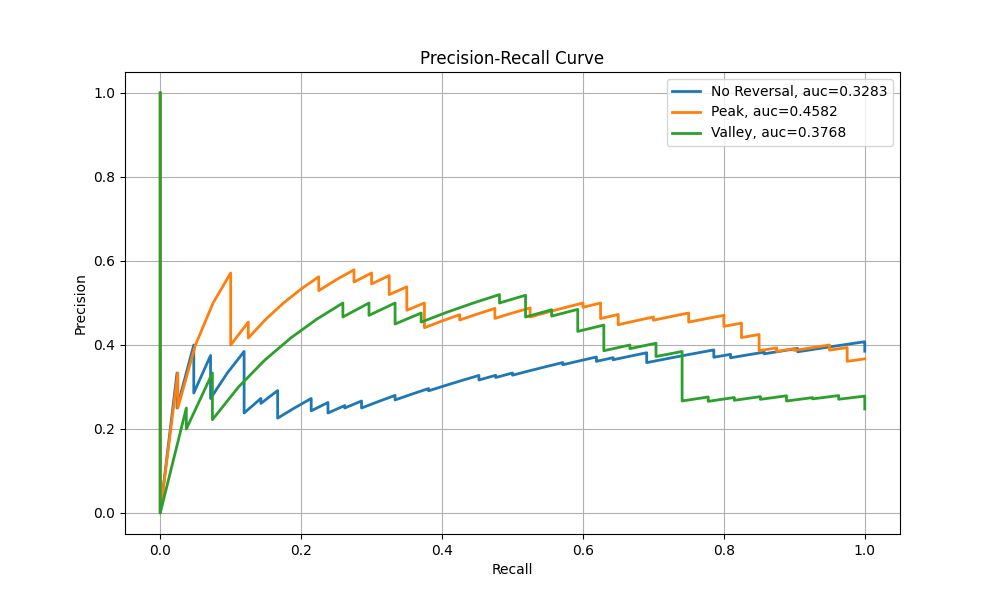 Precision-Recall Curve
No Reversal, auc=0.3283
Peak, auc=0.4582
Valley, auc=0.3768
Precision
1.0
0.8
0.6
0.4
0.2
0.0
0.0 0.2 0.4 0.6 0.8 1.0
Recall